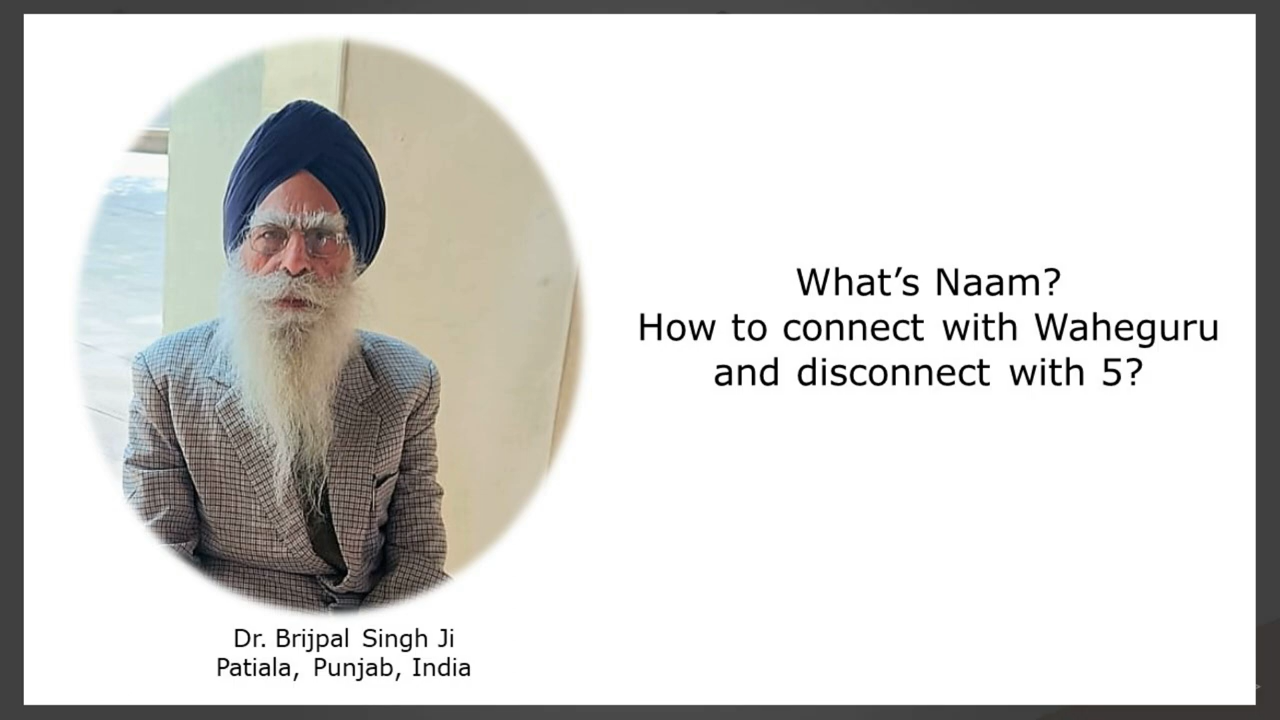 What’s Naam?
How to connect with Waheguru
and disconnect with 5?
Dr. Brijpal Singh Ji
Patiala, Punjab, India